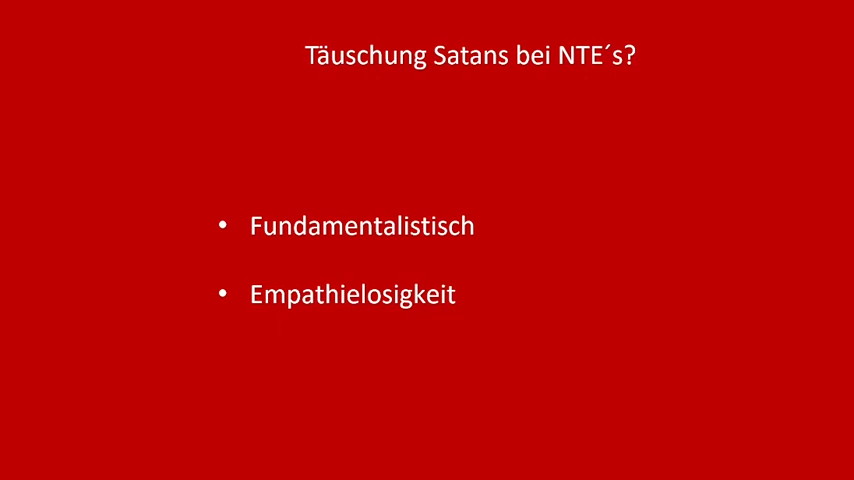 Täuschung Satans bei NTE´s?
• Fundamentalistisch
• Empathielosigkeit